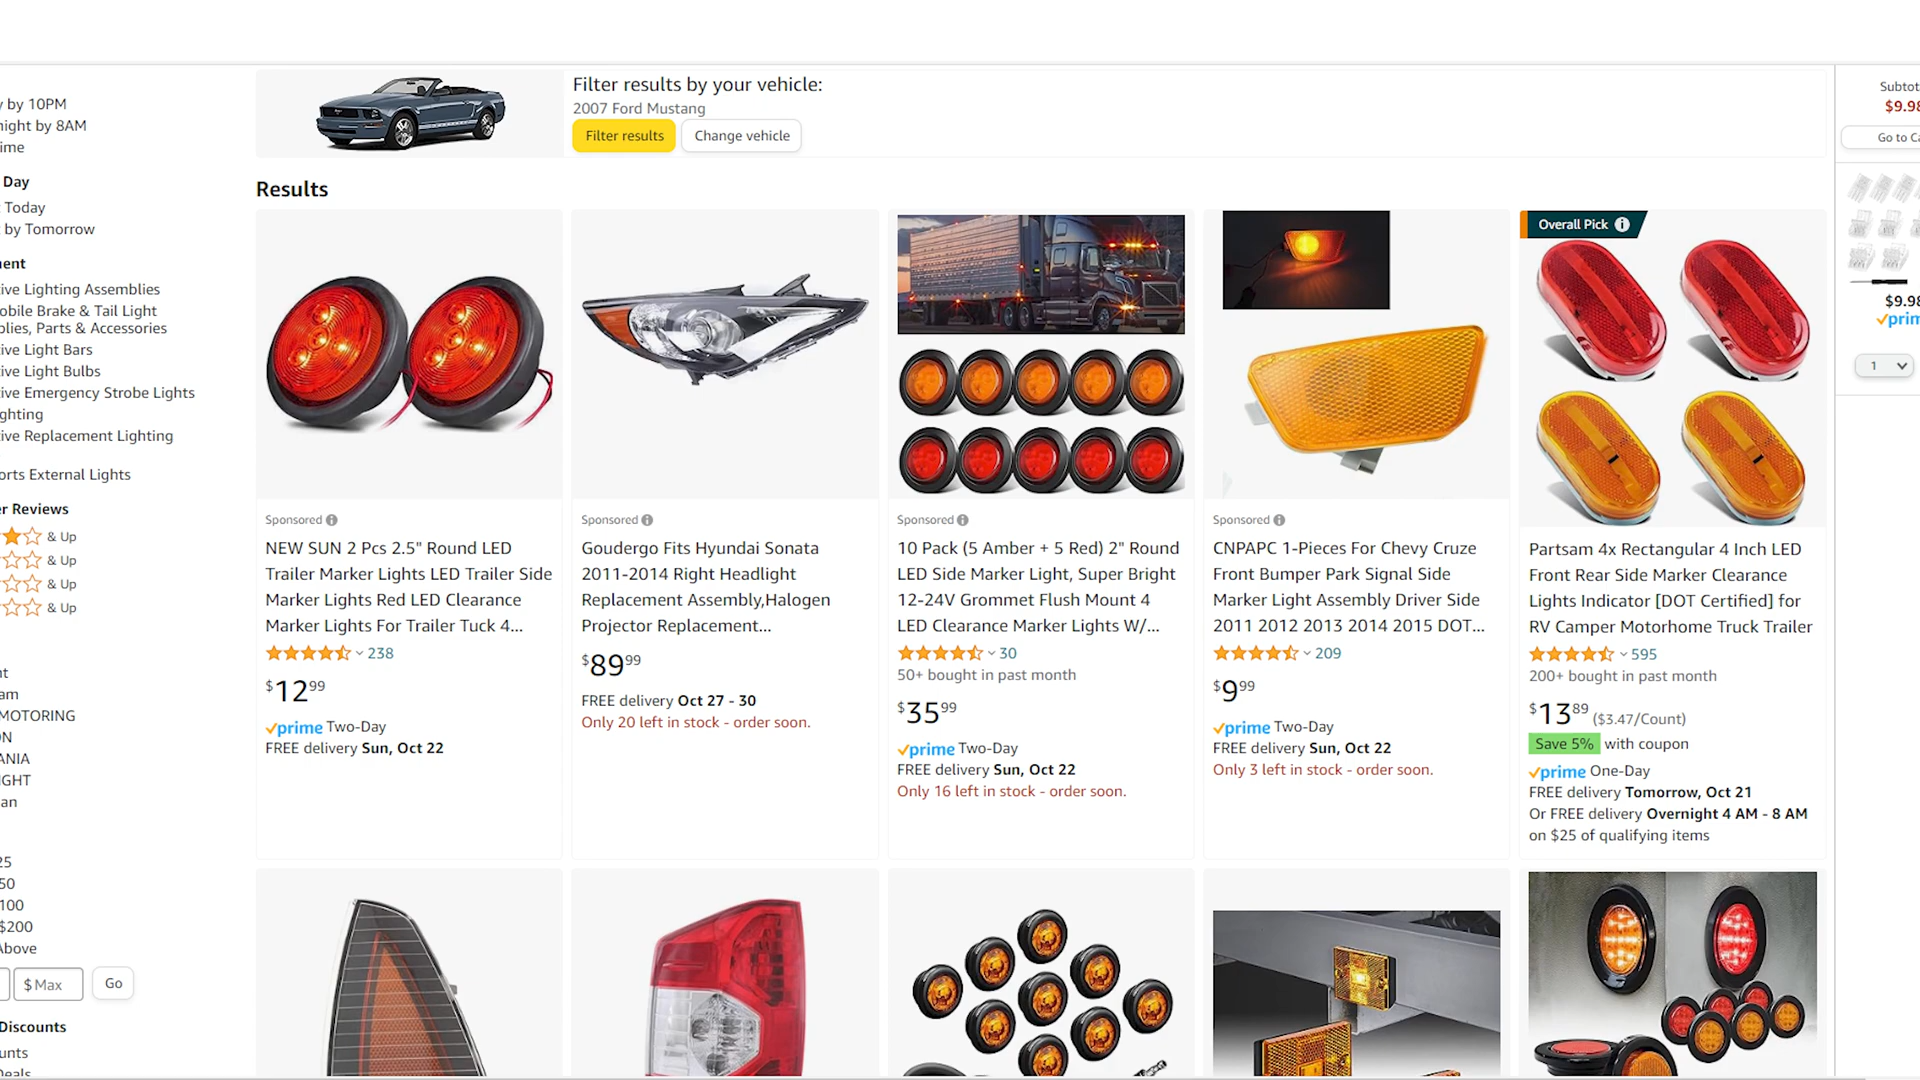 y by 10PM
night by 8AM
ime
Day
Today
by Tomorrow
ent
ive Lighting Assemblies
obile Brake & Tail Light
olies, Parts & Accessories
ive Light Bars
ive Light Bulbs
ive Emergency Strobe Lights
ighting
ive Replacement Lighting
orts External Lights
r Reviews
& Up
& Up
& Up
& Up
nt
am
MOTORING
ON
ANIA
IGHT
an
25
50
100
$200
Above
$ Max
Go
Discounts
unts
Deals
Filter results by your vehicle:
2007 Ford Mustang
Filter results
Change vehicle
Results
Sponsored
NEW SUN 2 Pcs 2.5" Round LED
Trailer Marker Lights LED Trailer Side
Marker Lights Red LED Clearance
Marker Lights For Trailer Tuck 4...
238
$12 99
prime Two-Day
FREE delivery Sun, Oct 22
Sponsored
Goudergo Fits Hyundai Sonata
2011-2014 Right Headlight
Replacement Assembly,Halogen
Projector Replacement...
$89 99
FREE delivery Oct 27 - 30
Only 20 left in stock - order soon.
Sponsored
10 Pack (5 Amber + 5 Red) 2" Round
LED Side Marker Light, Super Bright
12-24V Grommet Flush Mount 4
LED Clearance Marker Lights W/...
30
50+ bought in past month
$35 99
prime Two-Day
FREE delivery Sun, Oct 22
Only 16 left in stock - order soon.
Sponsored
CNPAPC 1-Pieces For Chevy Cruze
Front Bumper Park Signal Side
Marker Light Assembly Driver Side
2011 2012 2013 2014 2015 DOT...
209
$9 99
prime Two-Day
FREE delivery Sun, Oct 22
Only 3 left in stock - order soon.
Overall Pick
Partsam 4x Rectangular 4 Inch LED
Front Rear Side Marker Clearance
Lights Indicator [DOT Certified] for
RV Camper Motorhome Truck Trailer
595
200+ bought in past month
$13 89 ($3.47/Count)
Save 5% with coupon
prime One-Day
FREE delivery Tomorrow, Oct 21
Or FREE delivery Overnight 4 AM - 8 AM
on $25 of qualifying items
Subtot
$9.98
Go to Ca
$9.98
prim
1